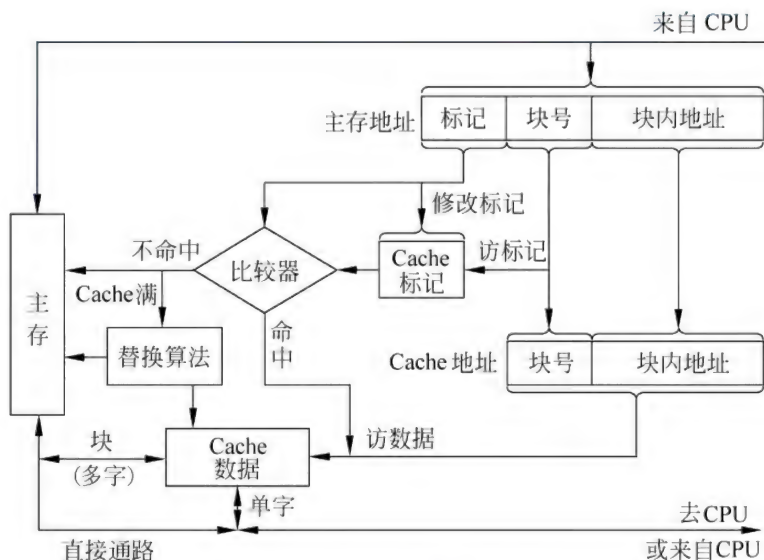 来自 CPU
主存地址
标记
块号
块内地址
修改标记
不命中
比较器
Cache
标记
访标记
Cache满
主存
替换算法
命中
Cache 地址
块号
块内地址
块
(多字)
Cache
数据
访数据
单字
去CPU
直接通路
或来自CPU